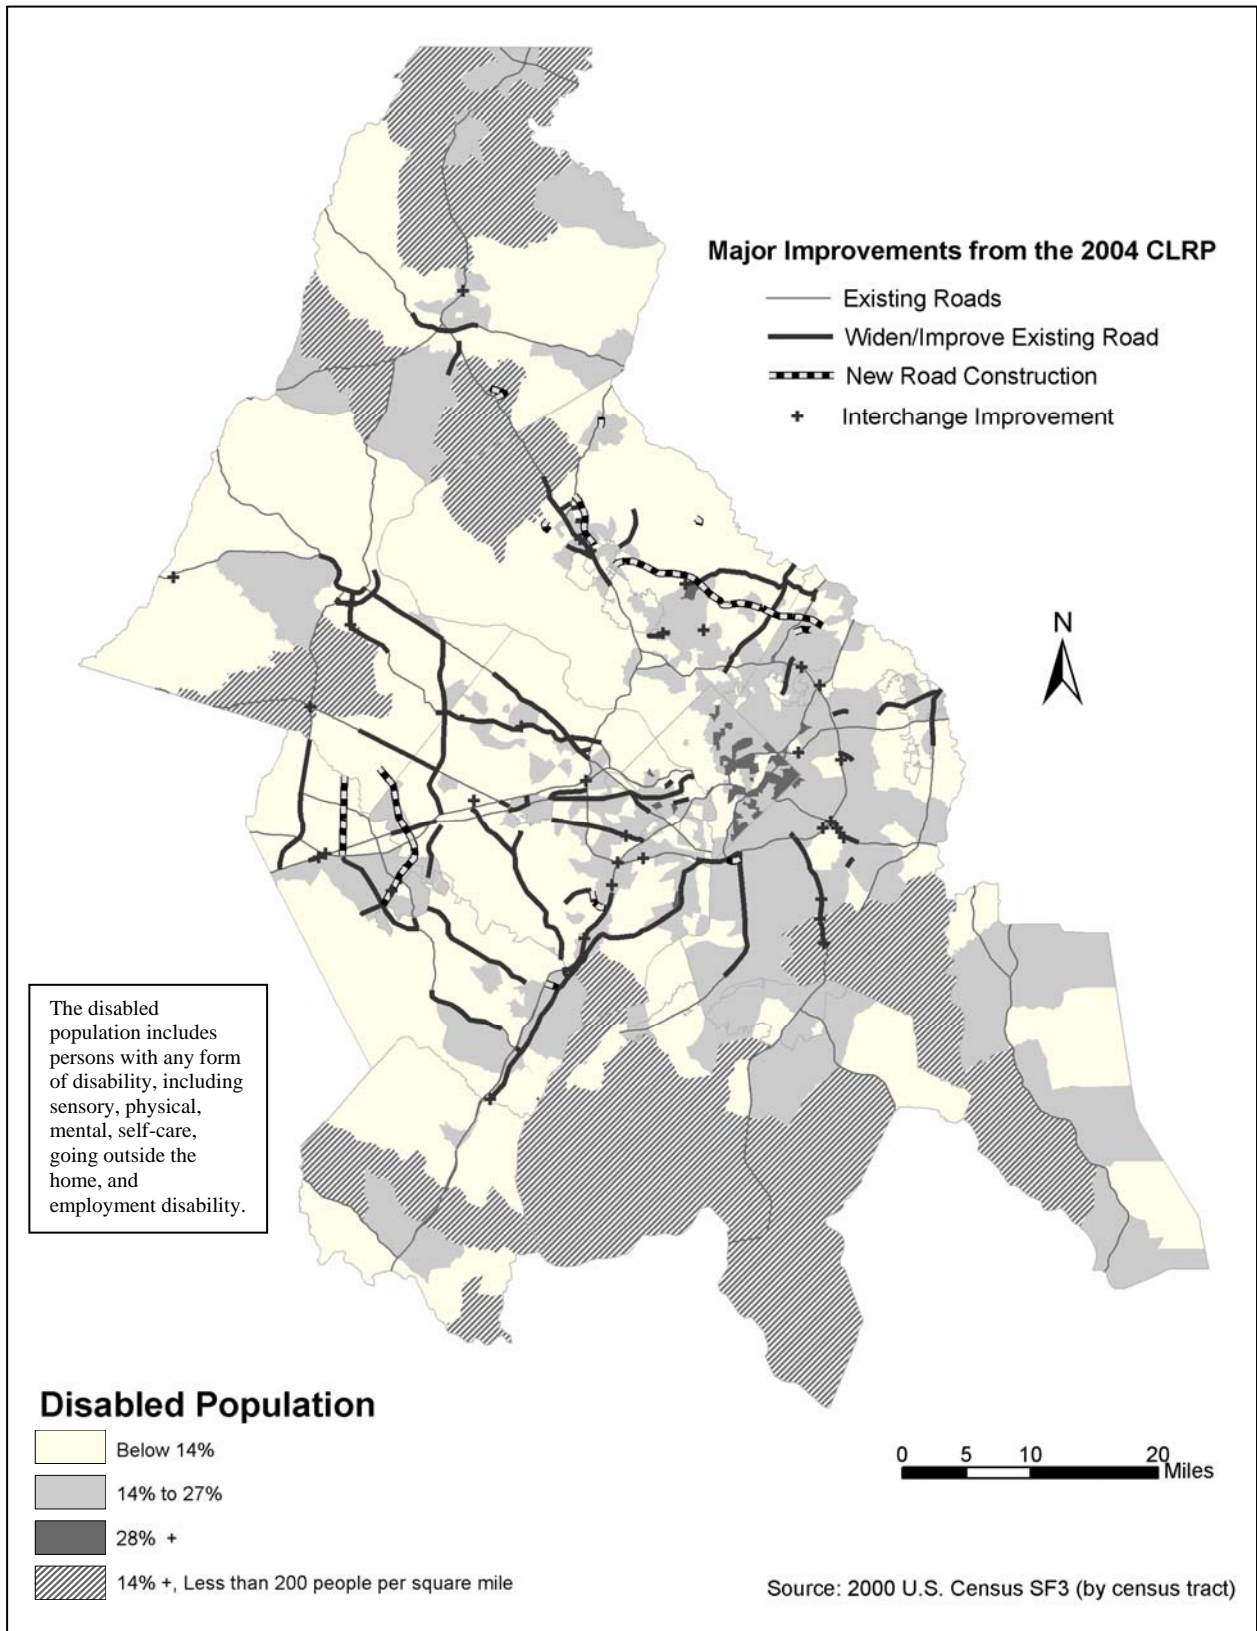 Major Improvements from the 2004 CLRP
Existing Roads
Widen/Improve Existing Road
New Road Construction
Interchange Improvement
N
The disabled
population includes
persons with any form
of disability, including
sensory, physical,
mental, self-care,
going outside the
home, and
employment disability.
Disabled Population
Below 14%
14% to 27%
28% +
14% +, Less than 200 people per square mile
0 5 10 20
Miles
Source: 2000 U.S. Census SF3 (by census tract)